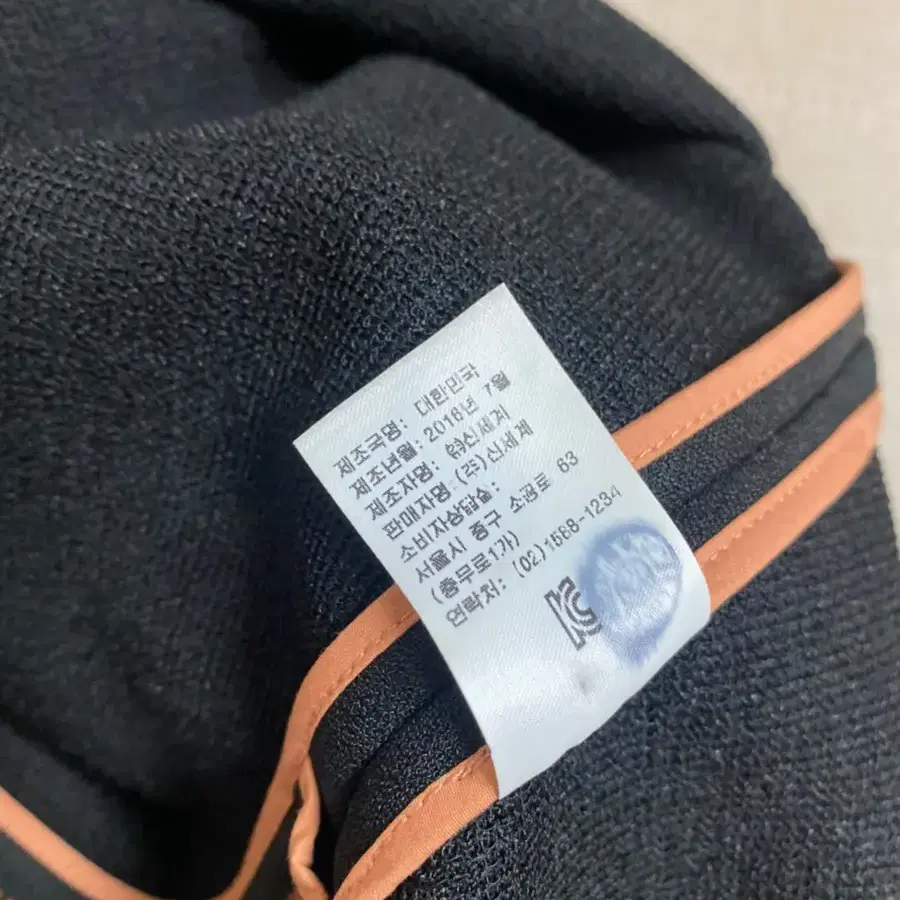 제조국명: 대한민국
제조년월: 2016년 7월
제조자명: ㈜신세계
판매자명: (주)신세계
소비자상담실:
서울시 중구 소공로 63
(충무로1가)
연락처: (02)1588-1234